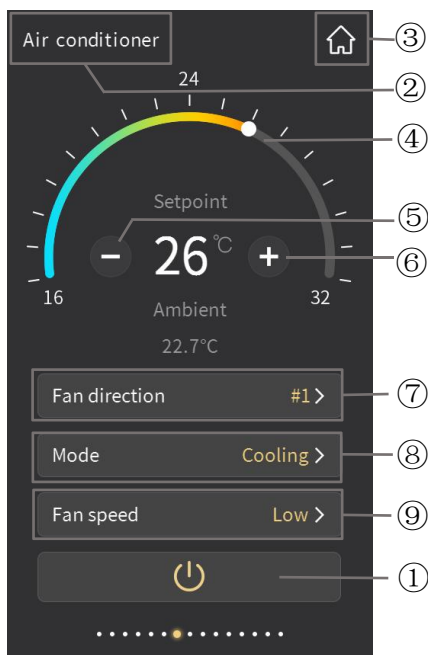 Air conditioner
③
②
24
④
Setpoint
⑤
− 26 °C +
⑥
16
32
Ambient
22.7°C
Fan direction #1 >
⑦
Mode Cooling >
⑧
Fan speed Low >
⑨
①